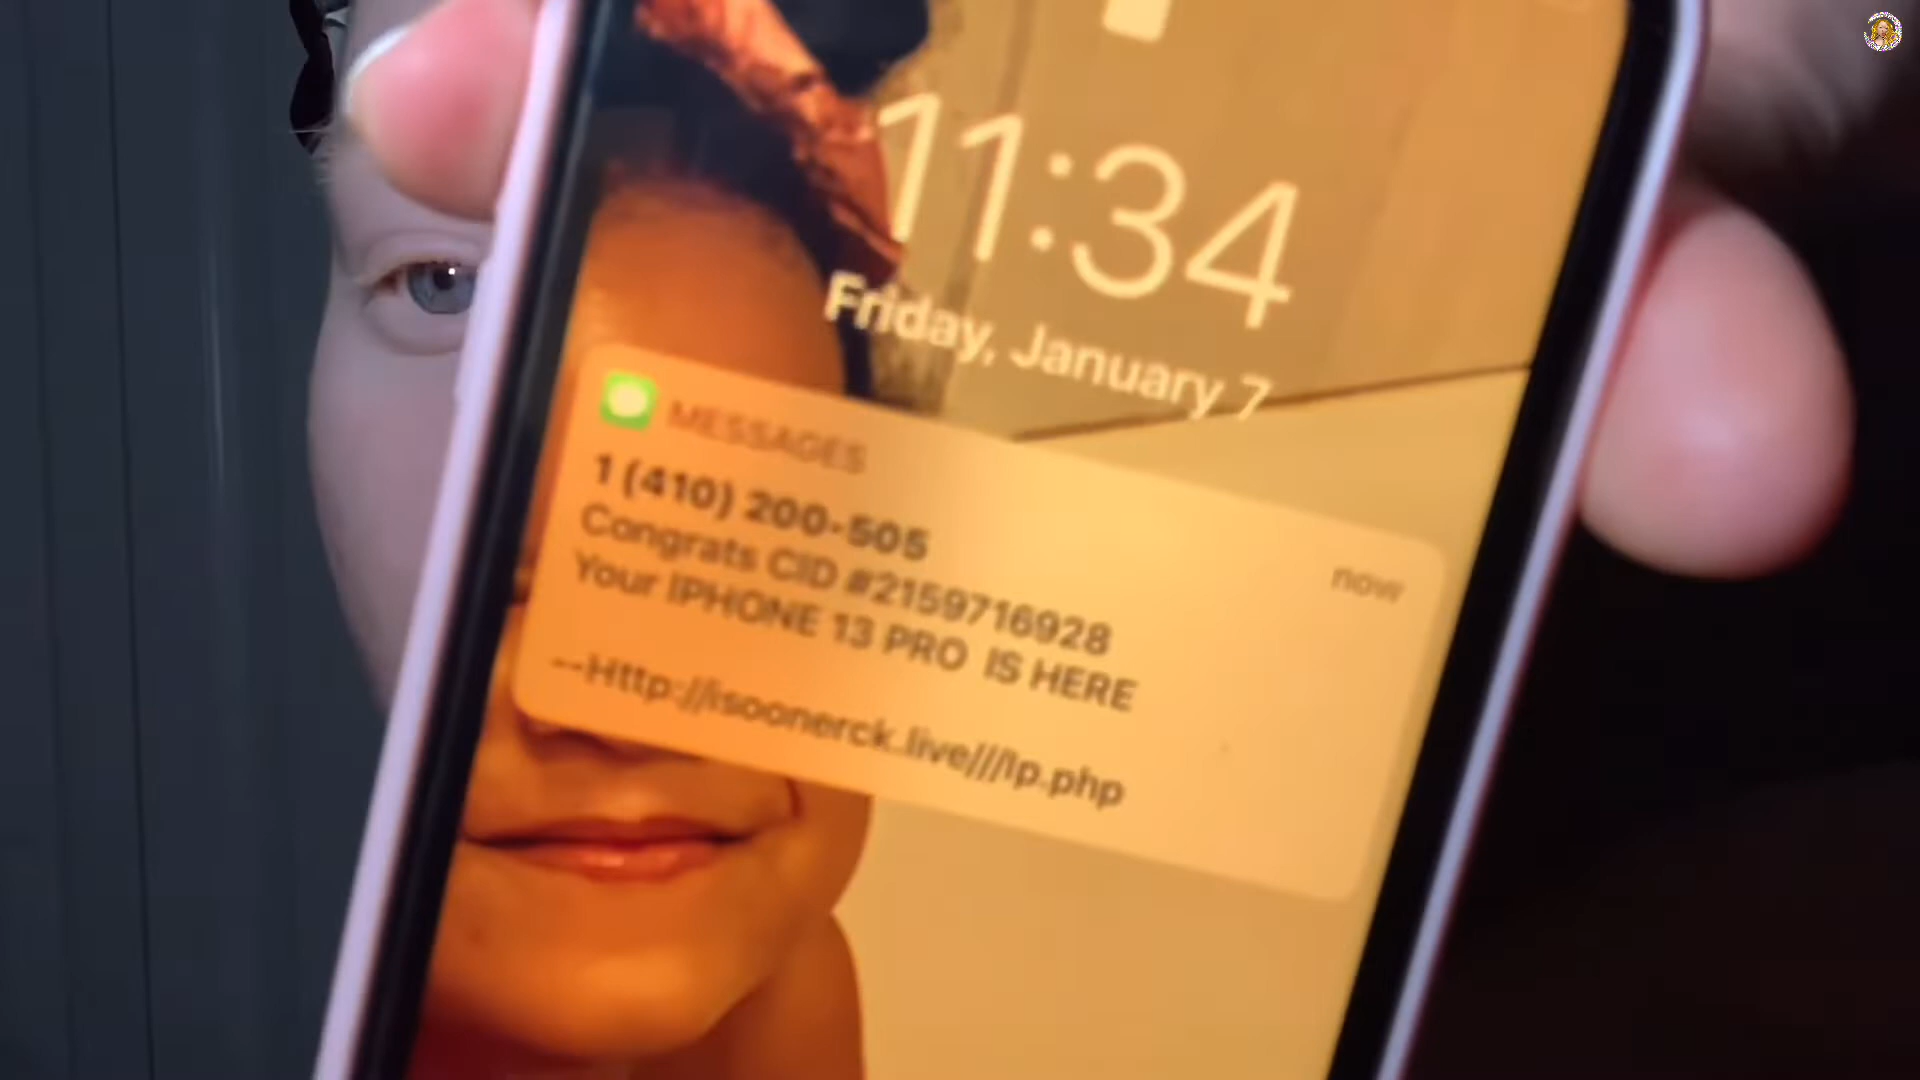 11:34
Friday, January 7
MESSAGES
now
1 (410) 200-505
Congrats CID #2159716928
Your IPHONE 13 PRO IS HERE
--Http://isoonerck.live///lp.php